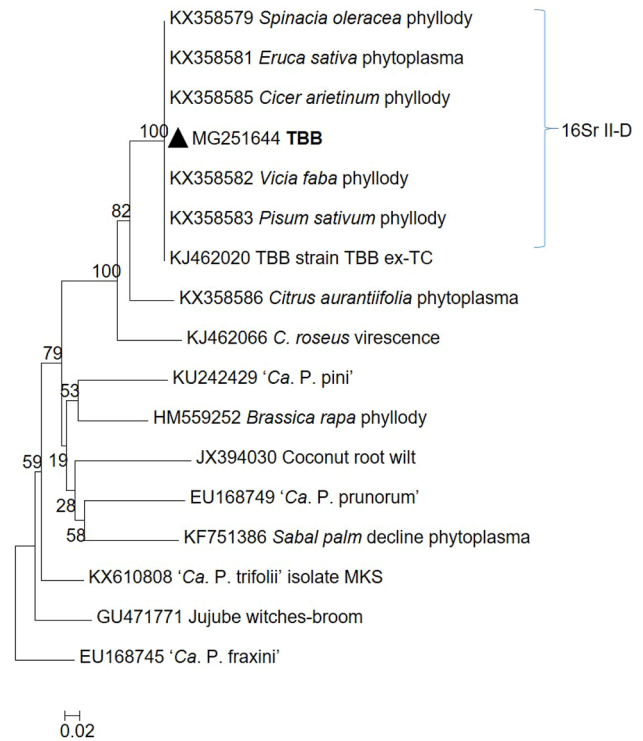 KX358579 Spinacia oleracea phyllody
KX358581 Eruca sativa phytoplasma
KX358585 Cicer arietinum phyllody
16Sr II-D
100
MG251644 TBB
KX358582 Vicia faba phyllody
82
KX358583 Pisum sativum phyllody
KJ462020 TBB strain TBB ex-TC
100
KX358586 Citrus aurantiifolia phytoplasma
KJ462066 C. roseus virescence
79
KU242429 ‘Ca. P. pini’
53
HM559252 Brassica rapa phyllody
59
19
JX394030 Coconut root wilt
EU168749 ‘Ca. P. prunorum’
28
58
KF751386 Sabal palm decline phytoplasma
KX610808 ‘Ca. P. trifolii’ isolate MKS
GU471771 Jujube witches-broom
EU168745 ‘Ca. P. fraxini’
0.02